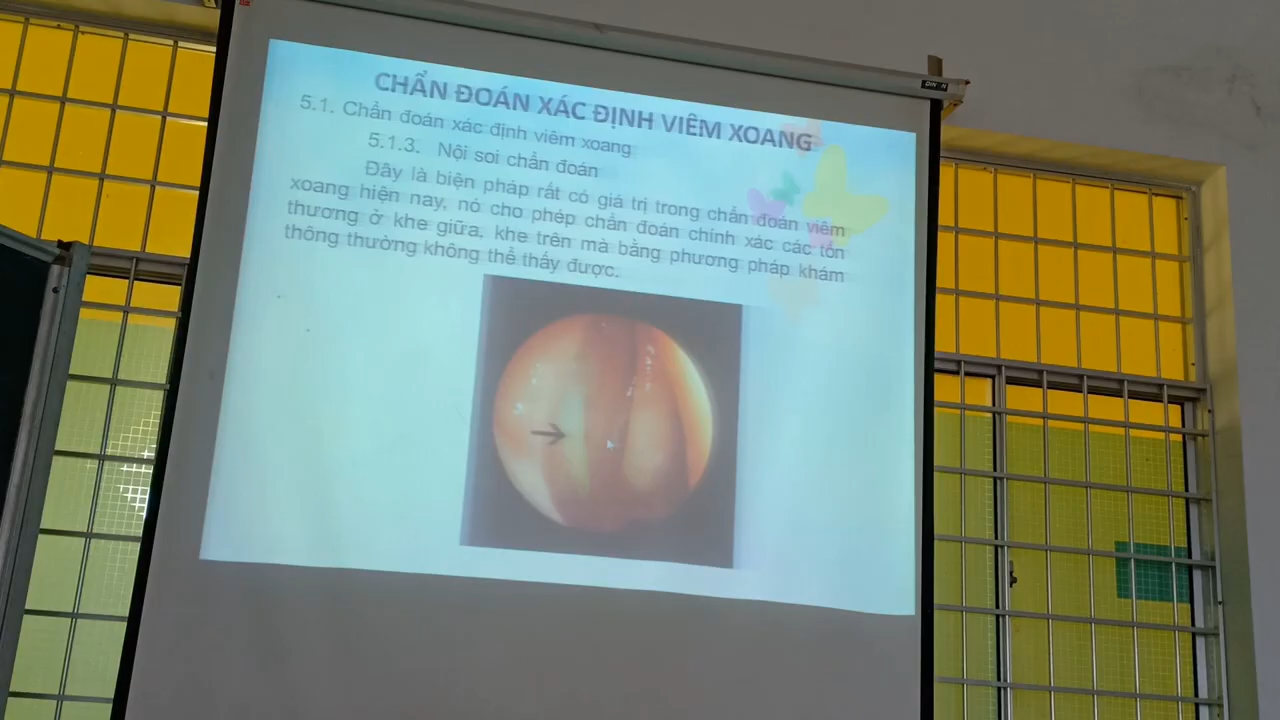 CHẨN ĐOÁN XÁC ĐỊNH VIÊM XOANG
5.1. Chẩn đoán xác định viêm xoang
5.1.3. Nội soi chẩn đoán
Đây là biện pháp rất có giá trị trong chẩn đoán viêm
xoang hiện nay, nó cho phép chẩn đoán chính xác các tổn
thương ở khe giữa, khe trên mà bằng phương pháp khám
thông thường không thể thấy được.